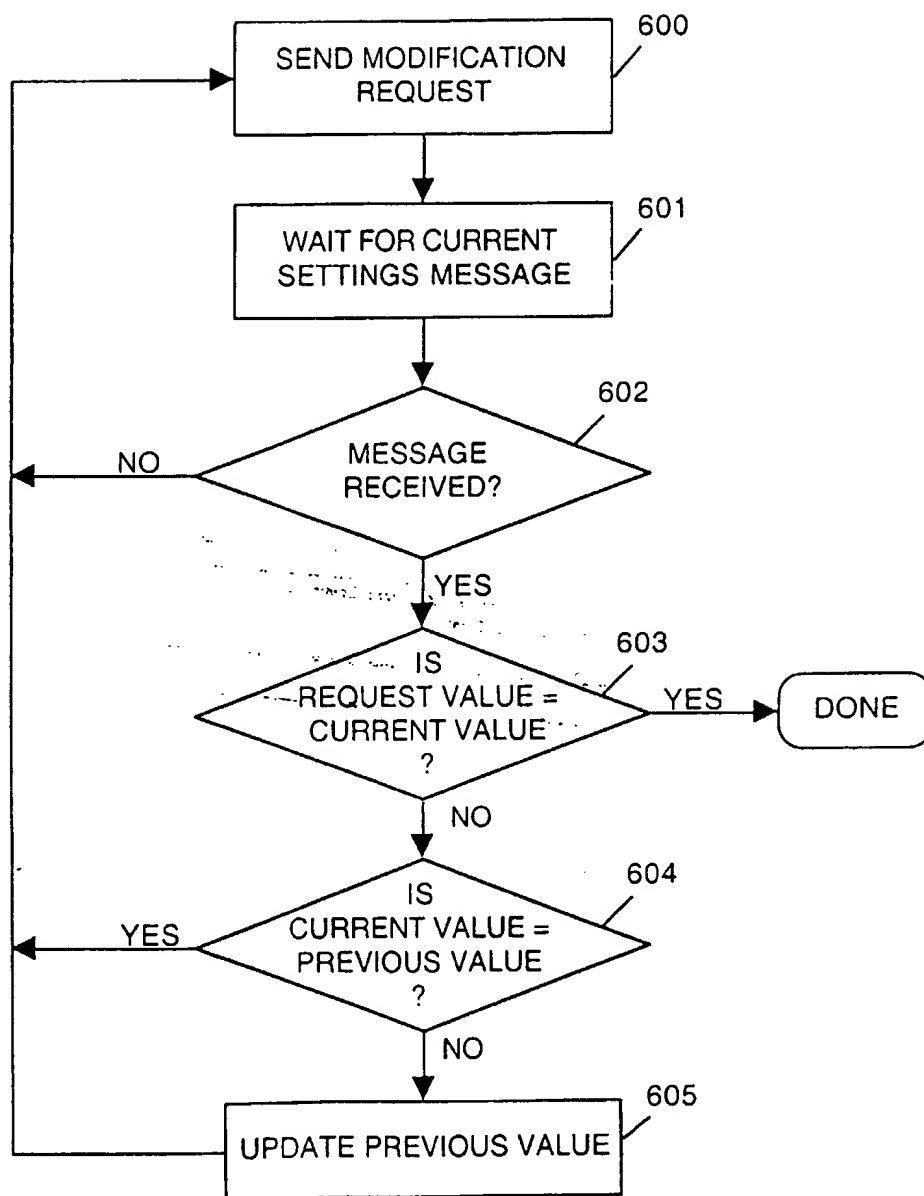 600
SEND MODIFICATION
REQUEST
601
WAIT FOR CURRENT
SETTINGS MESSAGE
602
MESSAGE
RECEIVED?
NO
YES
603
IS
REQUEST VALUE =
CURRENT VALUE
?
YES
DONE
NO
604
IS
CURRENT VALUE =
PREVIOUS VALUE
?
YES
NO
605
UPDATE PREVIOUS VALUE